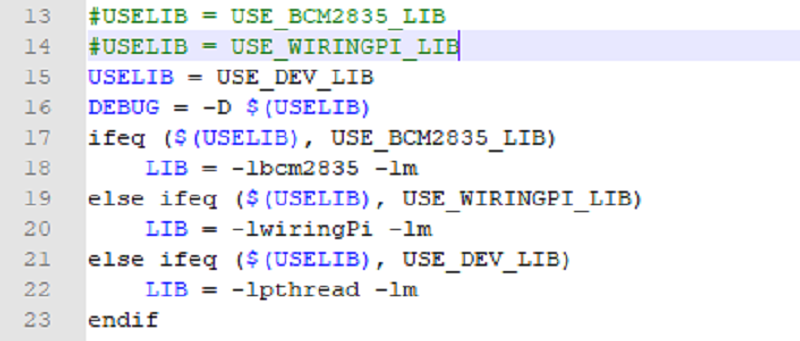 13 #USELIB = USE_BCM2835_LIB
14 #USELIB = USE_WIRINGPI_LIB
15 USELIB = USE_DEV_LIB
16 DEBUG = -D $(USELIB)
17 ifeq ($(USELIB), USE_BCM2835_LIB)
18     LIB = -lbcm2835 -lm
19 else ifeq ($(USELIB), USE_WIRINGPI_LIB)
20     LIB = -lwiringPi -lm
21 else ifeq ($(USELIB), USE_DEV_LIB)
22     LIB = -lpthread -lm
23 endif